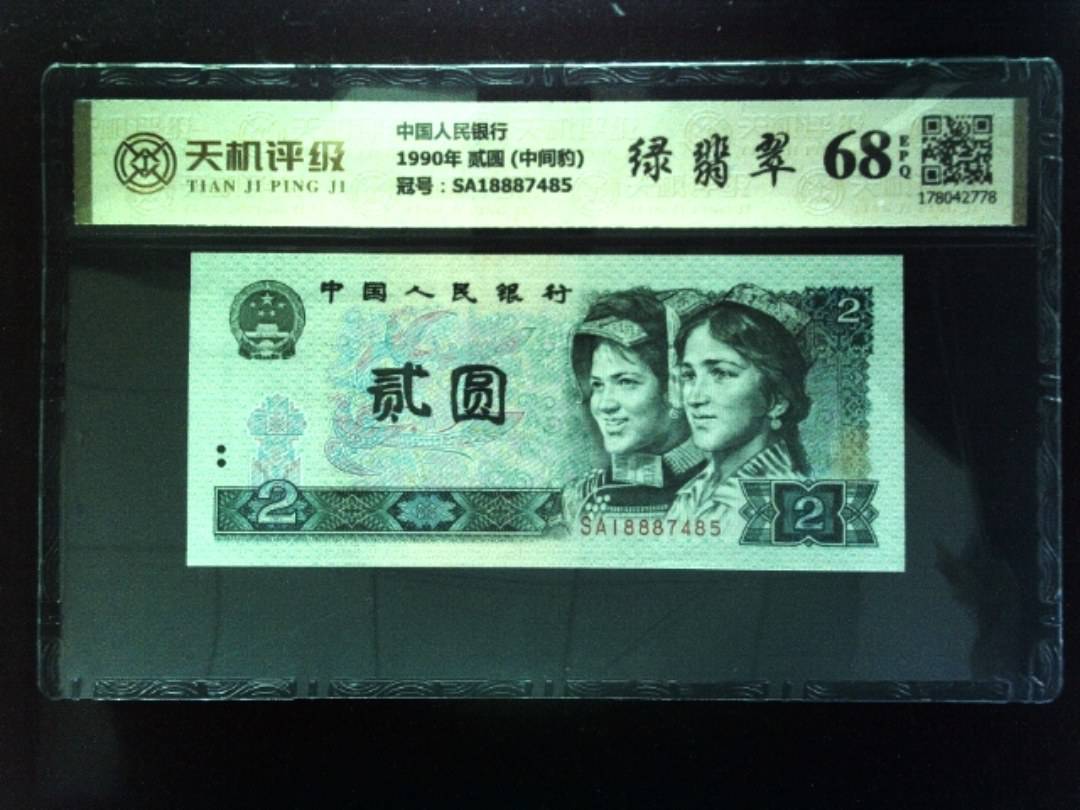 天机评级
TIAN JI PING JI
中国人民银行
1990年 贰圆 (中间豹)
冠号：SA18887485
绿翡翠
68
EPQ
178042778
中国人民银行
2
贰圆
2
2
SA18887485